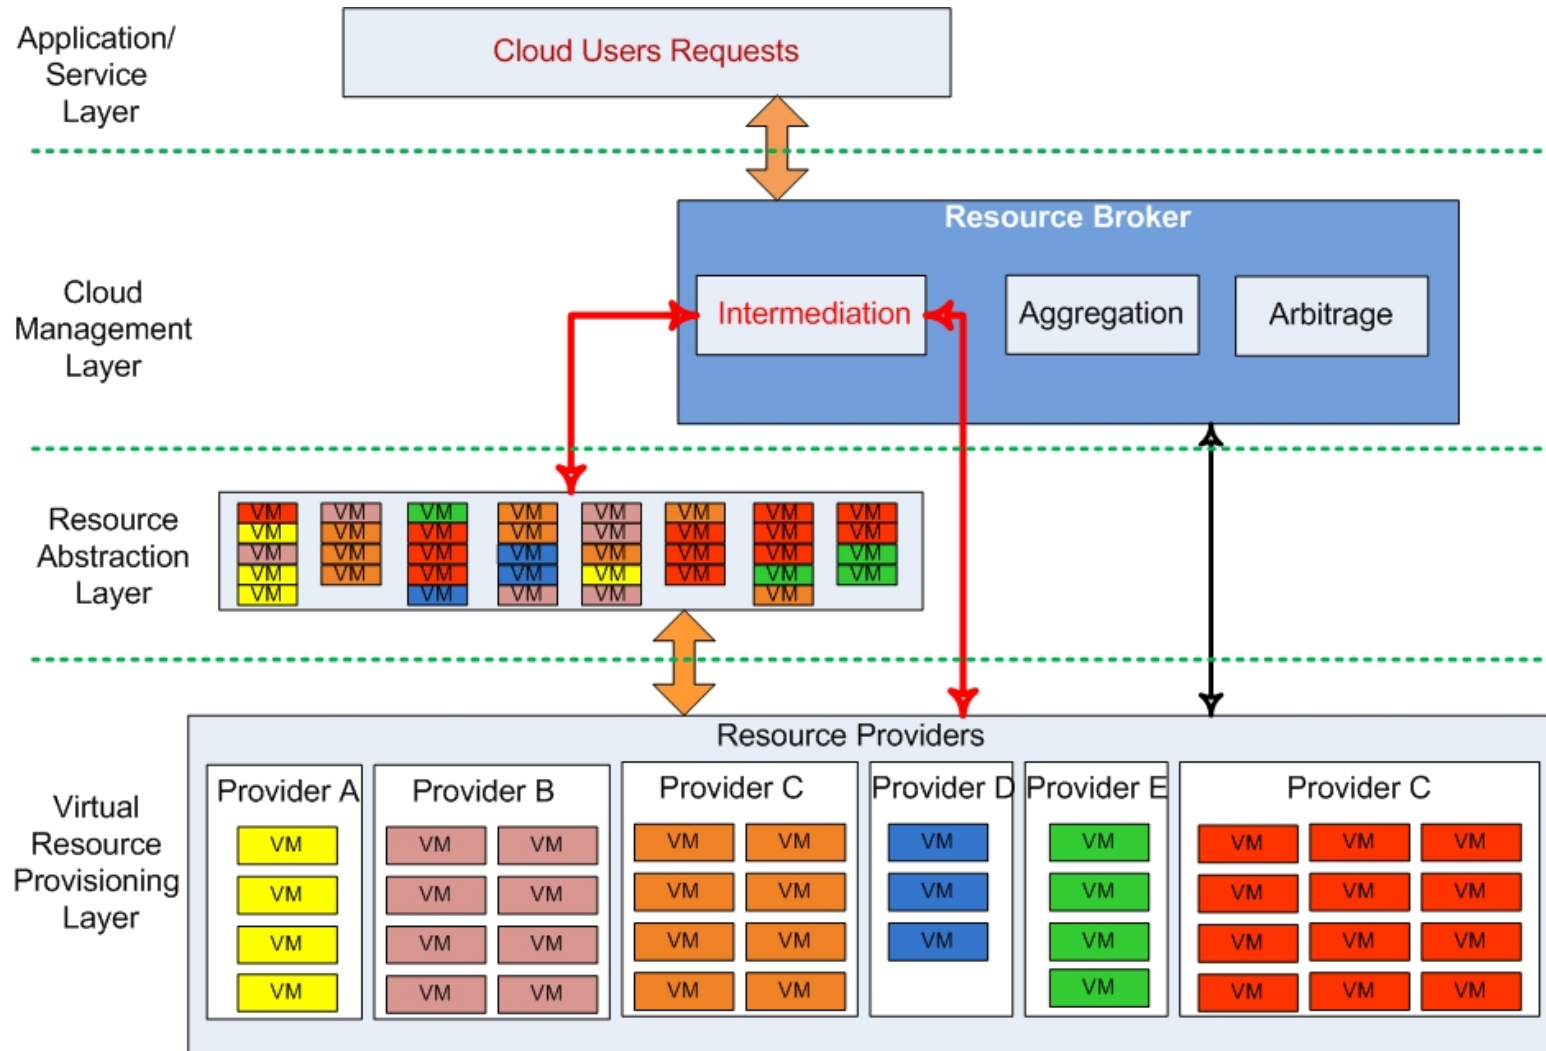 Application/
Service
Layer
Cloud Users Requests
Cloud
Management
Layer
Resource Broker
Intermediation
Aggregation
Arbitrage
Resource
Abstraction
Layer
VM VM VM VM VM VM VM VM
VM VM VM VM VM VM VM VM
VM VM VM VM VM VM VM VM
VM VM VM VM VM VM VM VM
VM VM VM VM VM
Virtual
Resource
Provisioning
Layer
Resource Providers
Provider A
VM
VM
VM
VM
Provider B
VM VM
VM VM
VM VM
VM VM
Provider C
VM VM
VM VM
VM VM
VM VM
Provider D
VM
VM
VM
Provider E
VM
VM
VM
VM
Provider C
VM VM VM
VM VM VM
VM VM VM
VM VM VM